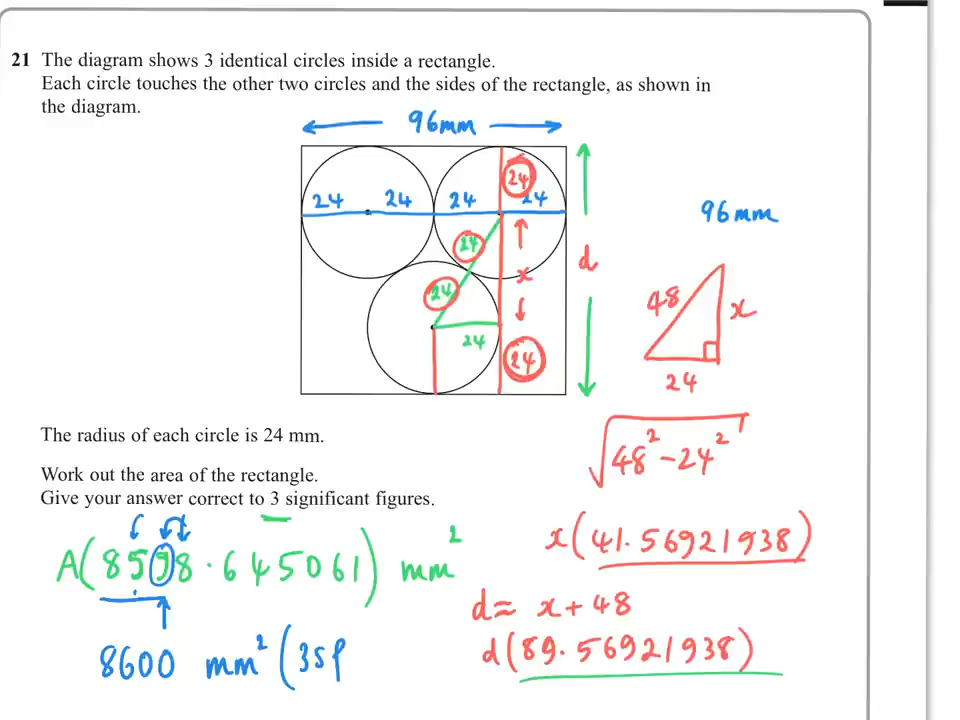 21 The diagram shows 3 identical circles inside a rectangle.
Each circle touches the other two circles and the sides of the rectangle, as shown in
the diagram.
96mm
24 24 24 24
24
24
x
24
24
24
d
96mm
48
x
24
The radius of each circle is 24 mm.
√48²-24²
Work out the area of the rectangle.
Give your answer correct to 3 significant figures.
x(41.56921938)
A(8598.645061) mm²
d= x+48
8600 mm² (3sf
d(89.56921938)